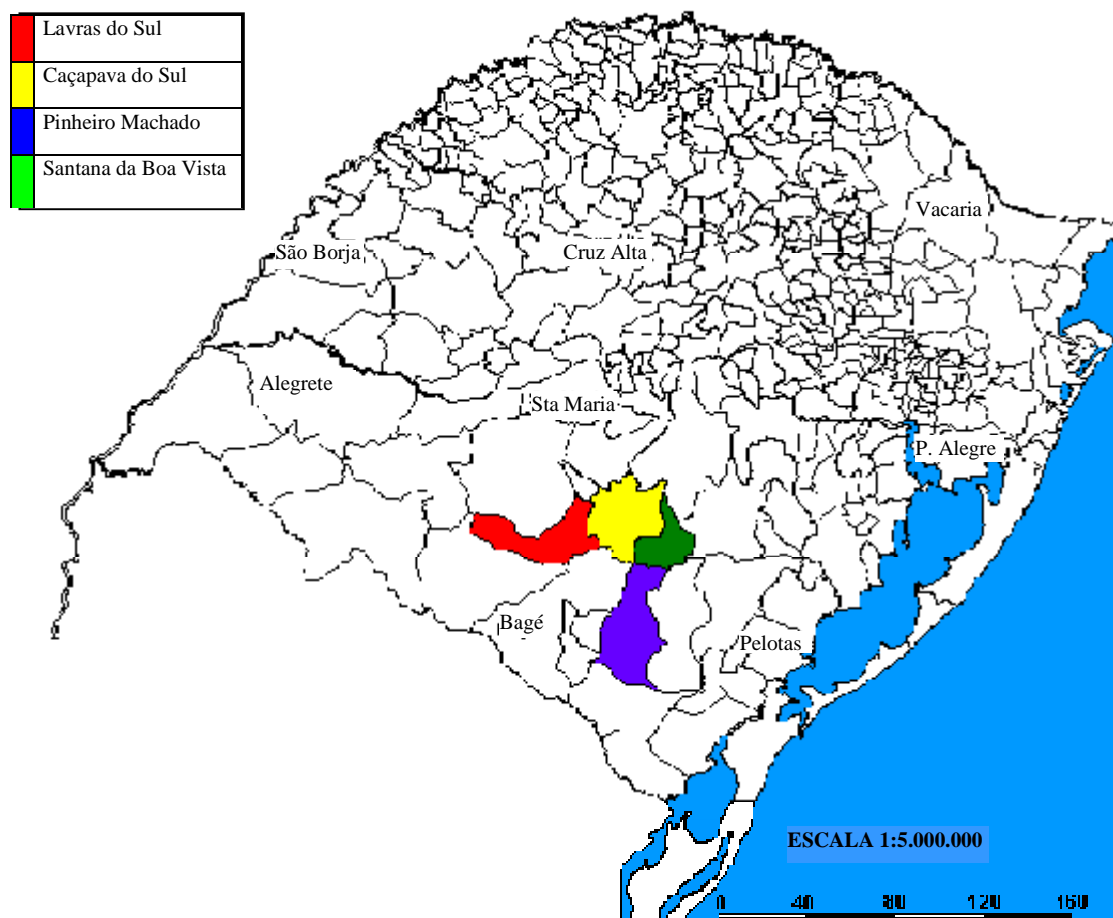 Lavras do Sul
Caçapava do Sul
Pinheiro Machado
Santana da Boa Vista
Vacaria
São Borja
Cruz Alta
Alegrete
Sta Maria
P. Alegre
Bagé
Pelotas
ESCALA 1:5.000.000
0 40 80 120 160